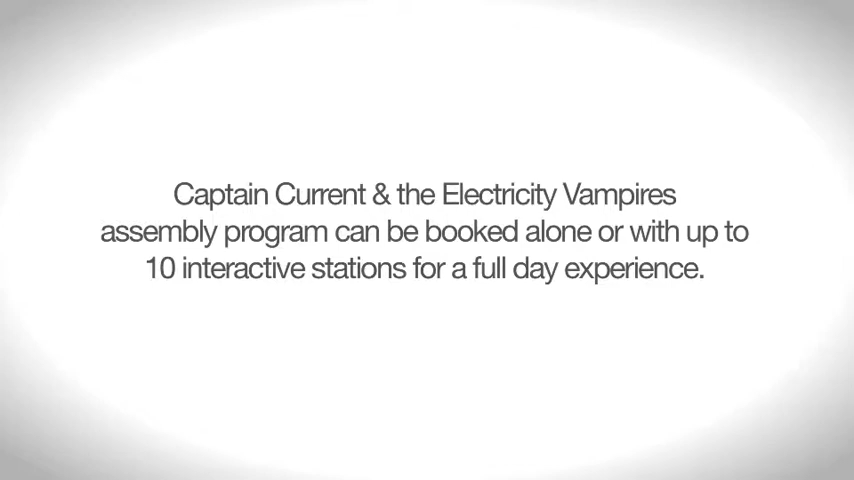 Captain Current & the Electricity Vampires
assembly program can be booked alone or with up to
10 interactive stations for a full day experience.